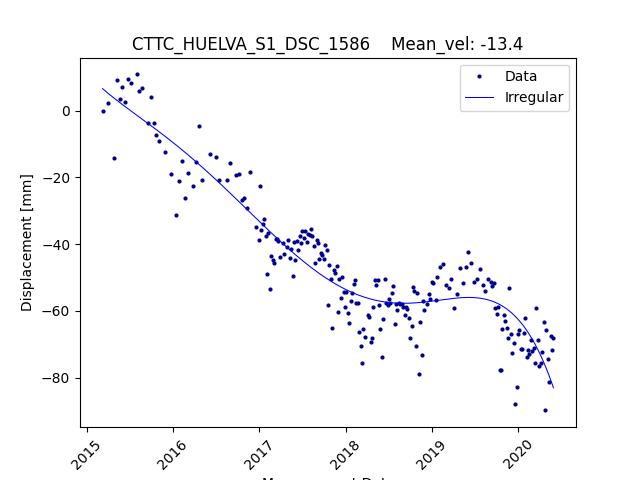 CTTC_HUELVA_S1_DSC_1586    Mean_vel: -13.4
Data
Irregular
Displacement [mm]
0
−20
−40
−60
−80
2015
2016
2017
2018
2019
2020